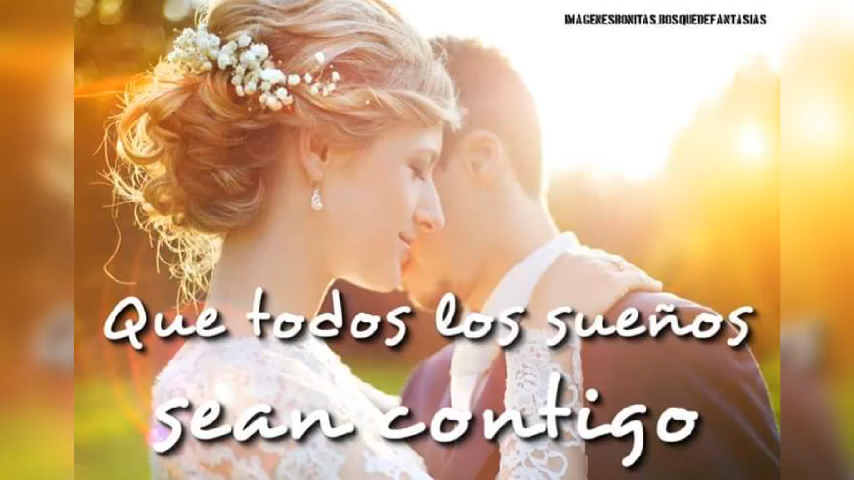 IMAGENESBONITAS.BOSQUEDEFANTASIAS
Que todos los sueños
sean contigo